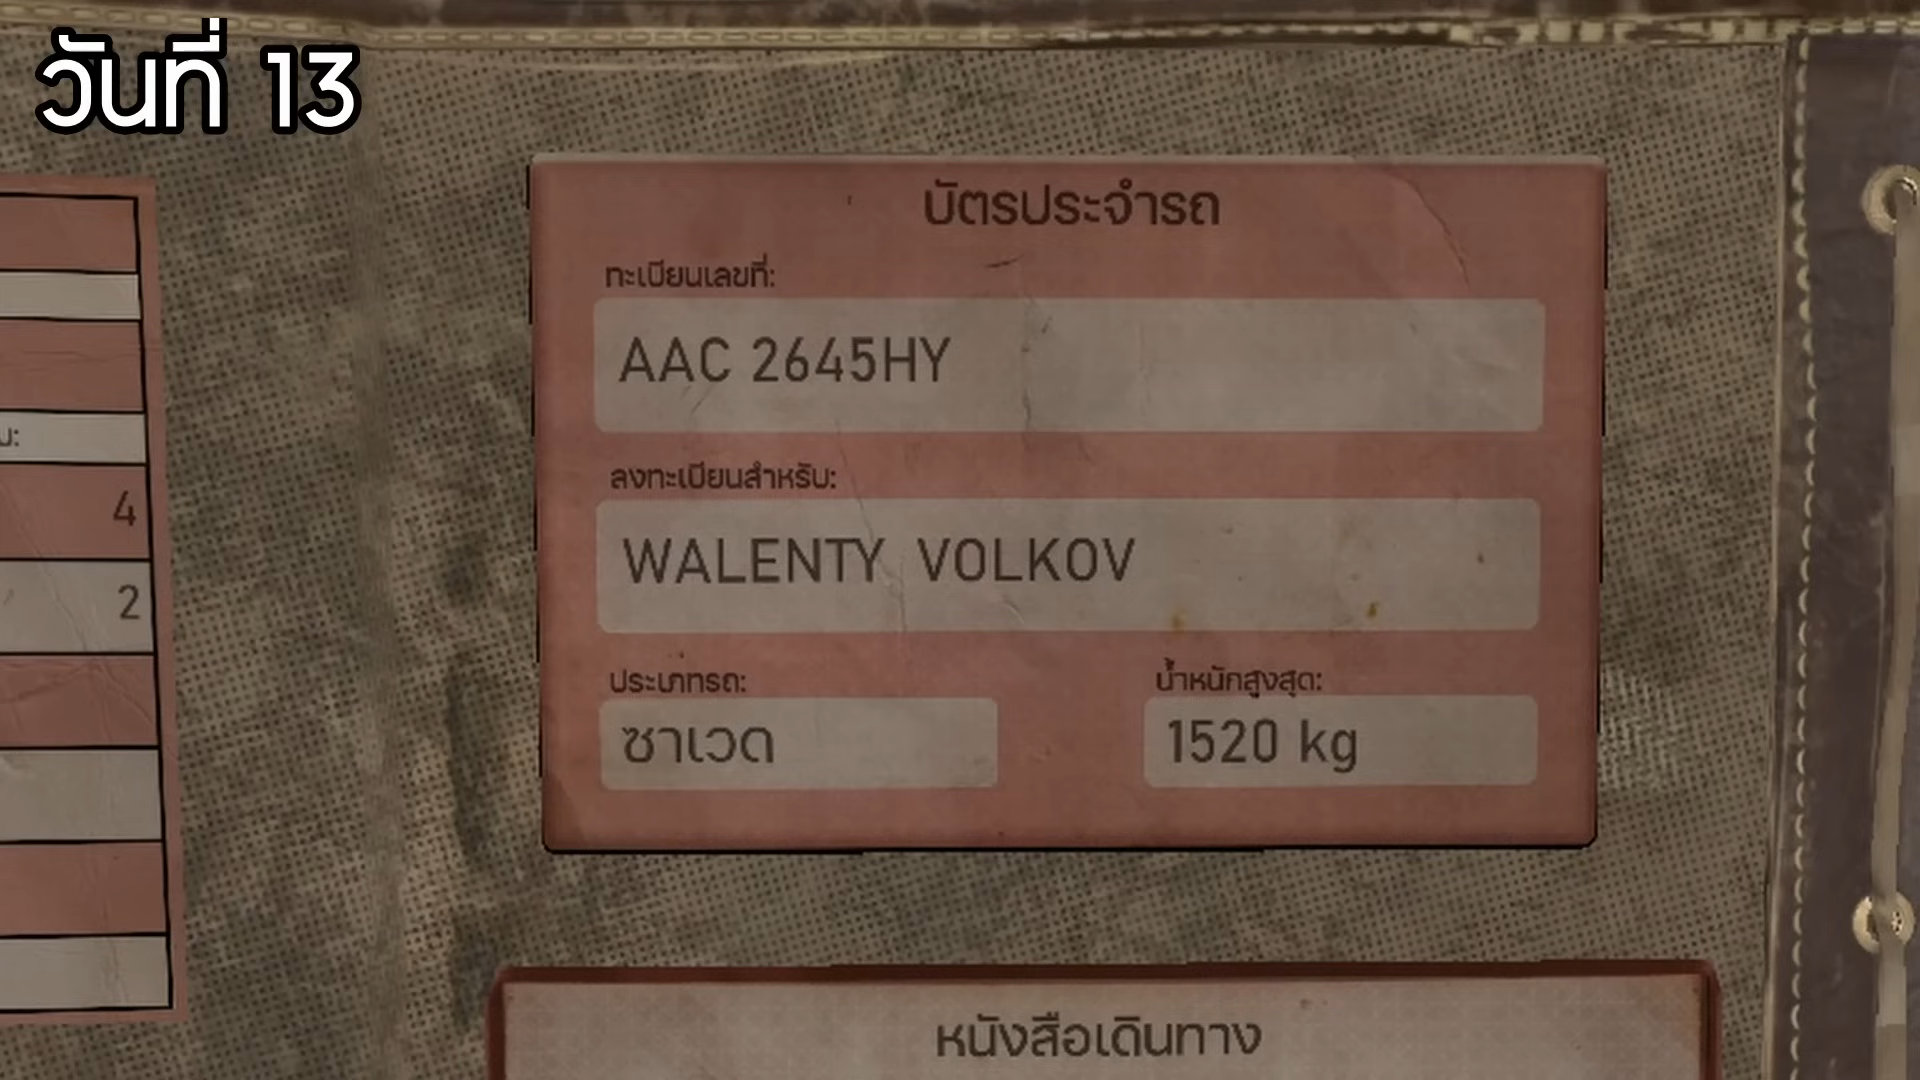 วันที่ 13
บัตรประจำรถ
ทะเบียนเลขที่:
AAC 2645HY
ลงทะเบียนสำหรับ:
WALENTY VOLKOV
ประเภทรถ:
น้ำหนักสูงสุด:
ซาเวด
1520 kg
4
2
หนังสือเดินทาง